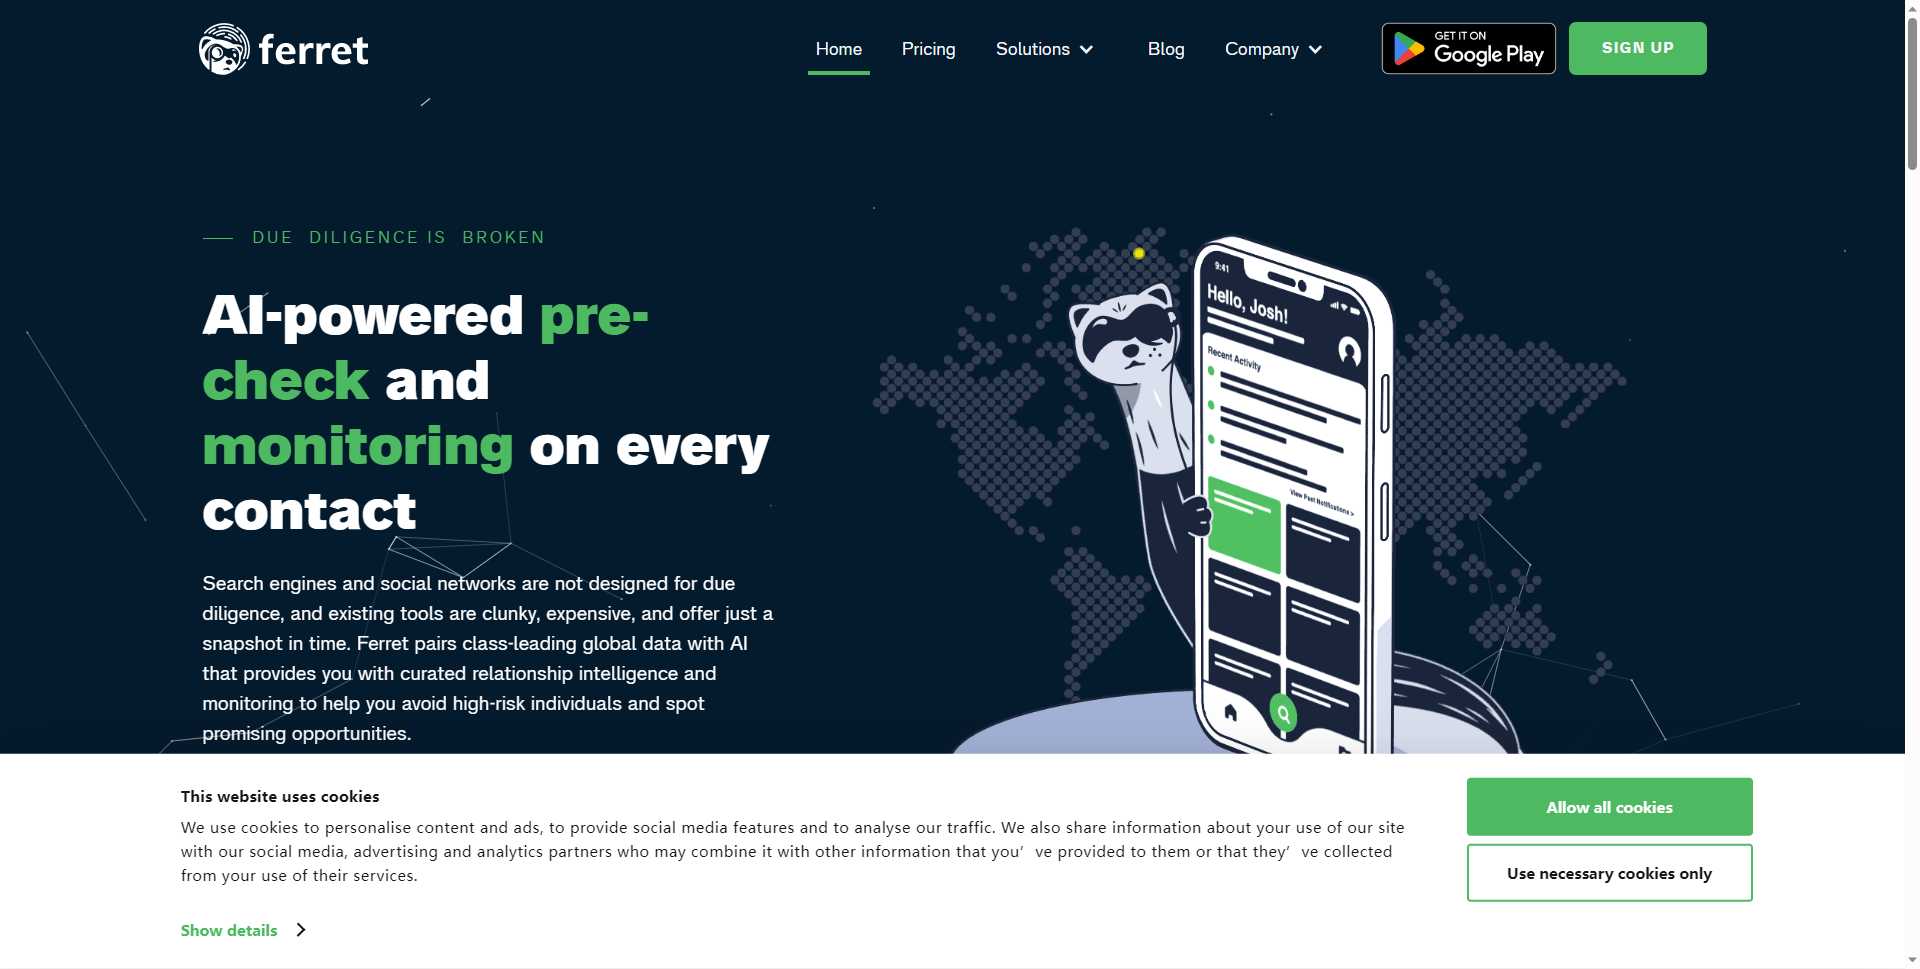 ferret
Home
Pricing
Solutions
Blog
Company
GET IT ON
Google Play
SIGN UP
DUE DILIGENCE IS BROKEN
AI-powered pre-
check and
monitoring on every
contact
Search engines and social networks are not designed for due
diligence, and existing tools are clunky, expensive, and offer just a
snapshot in time. Ferret pairs class-leading global data with AI
that provides you with curated relationship intelligence and
monitoring to help you avoid high-risk individuals and spot
promising opportunities.
9:41
Hello, Josh!
Recent Activity
View Past Notifications >
This website uses cookies
We use cookies to personalise content and ads, to provide social media features and to analyse our traffic. We also share information about your use of our site
with our social media, advertising and analytics partners who may combine it with other information that you’ve provided to them or that they’ve collected
from your use of their services.
Show details
Allow all cookies
Use necessary cookies only